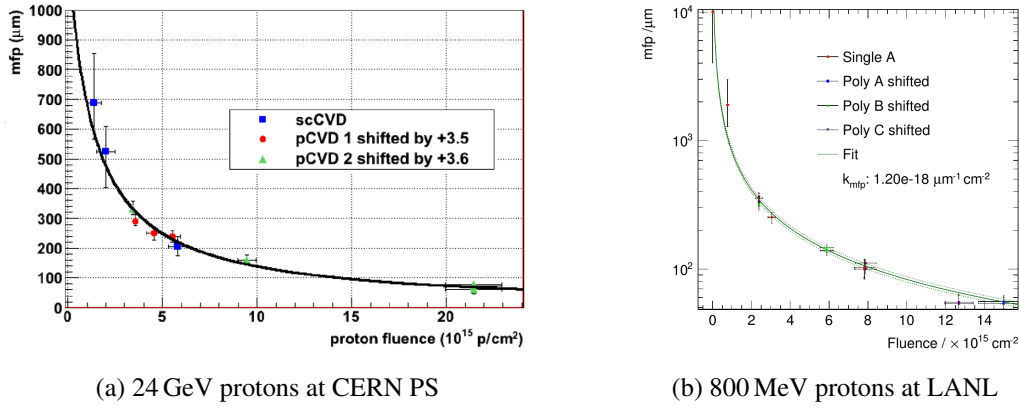 mfp (μm)
1000
900
800
700
600
500
400
300
200
100
0
0
5
10
15
20
proton fluence (10¹⁵ p/cm²)
scCVD
pCVD 1 shifted by +3.5
pCVD 2 shifted by +3.6
(a) 24 GeV protons at CERN PS
mfp /μm
10⁴
10³
10²
0
2
4
6
8
10
12
14
Fluence / × 10¹⁵ cm⁻²
Single A
Poly A shifted
Poly B shifted
Poly C shifted
Fit
kmfp: 1.20e-18 μm⁻¹ cm⁻²
(b) 800 MeV protons at LANL